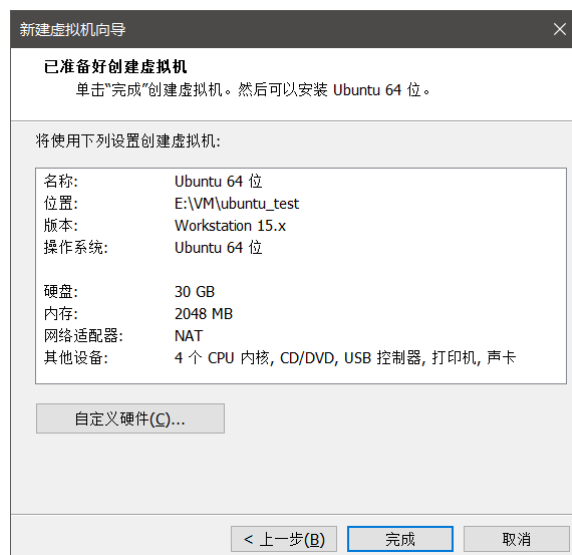 新建虚拟机向导
已准备好创建虚拟机
单击“完成”创建虚拟机。然后可以安装 Ubuntu 64 位。
将使用下列设置创建虚拟机:
名称: Ubuntu 64 位
位置: E:\VM\ubuntu_test
版本: Workstation 15.x
操作系统: Ubuntu 64 位
硬盘: 30 GB
内存: 2048 MB
网络适配器: NAT
其他设备: 4 个 CPU 内核, CD/DVD, USB 控制器, 打印机, 声卡
自定义硬件(C)...
< 上一步(B) 完成 取消